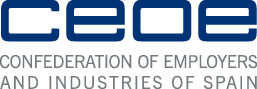 ceoe
CONFEDERATION OF EMPLOYERS
AND INDUSTRIES OF SPAIN